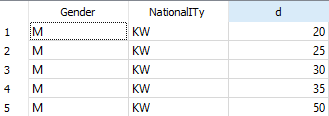 Gender NationalITy d
1 M KW 20
2 M KW 25
3 M KW 30
4 M KW 35
5 M KW 50